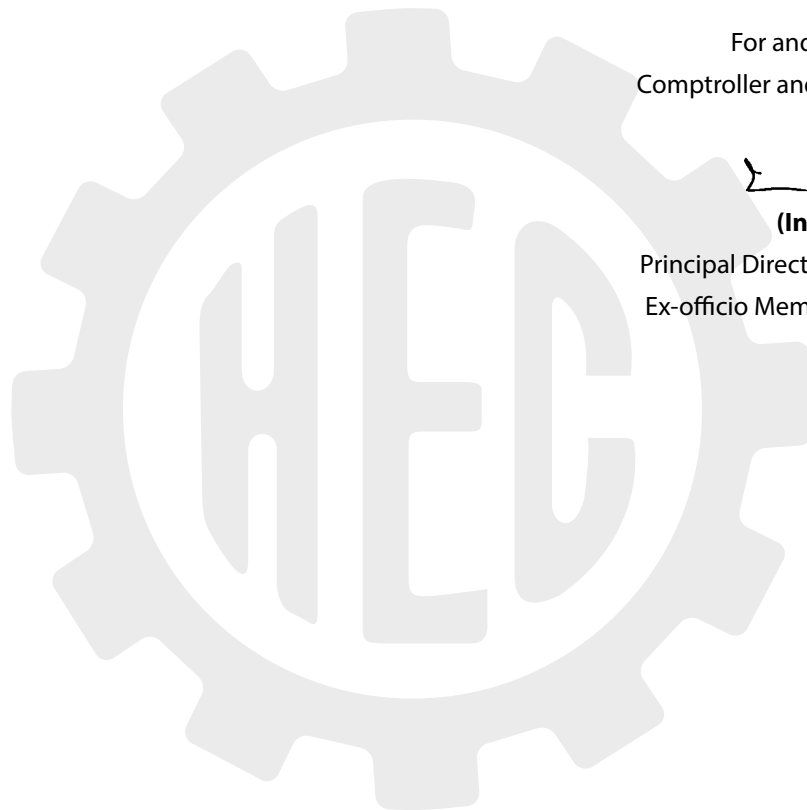 For and
Comptroller and
(In
Principal Direct
Ex-officio Mem
HEC